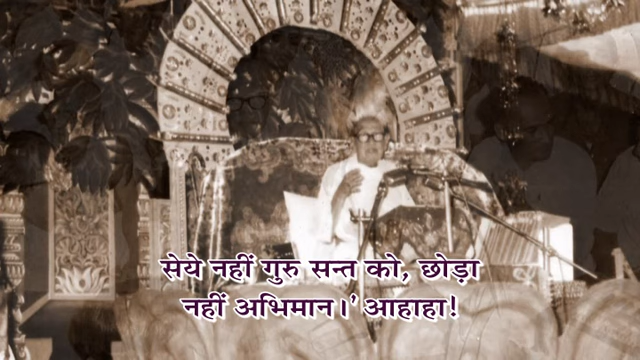 सेये नहीं गुरु सन्त को, छोड़ा
नहीं अभिमान।’ आहाहा!